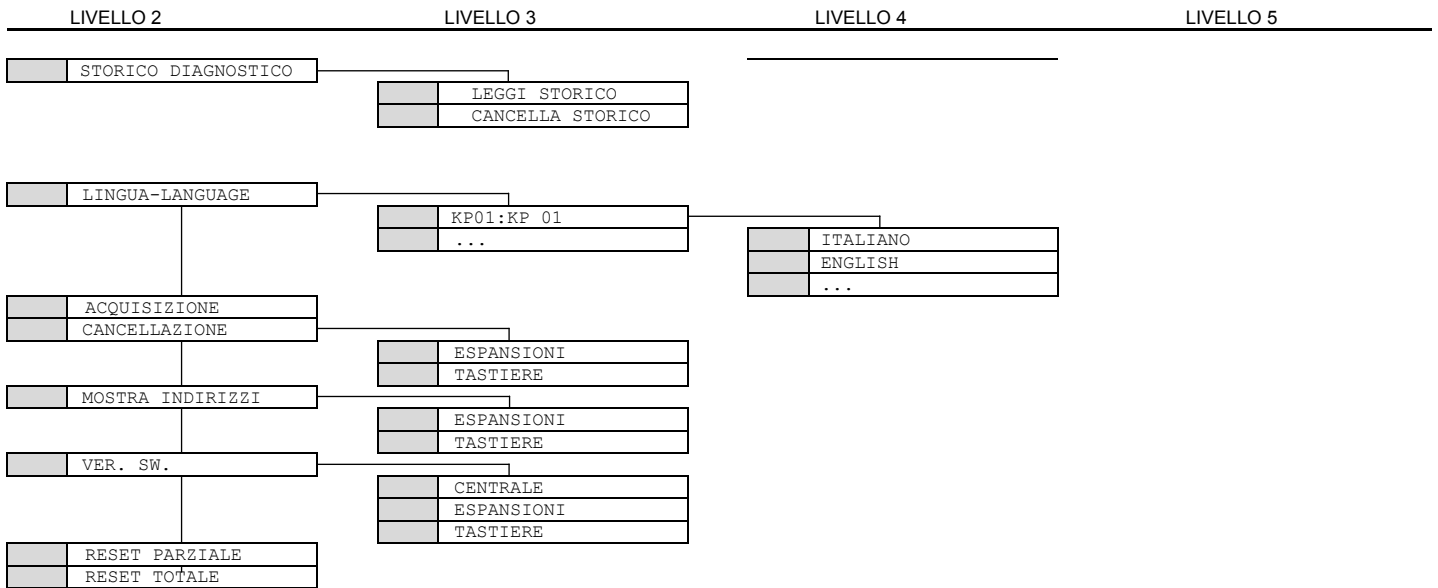 LIVELLO 2 LIVELLO 3 LIVELLO 4 LIVELLO 5
STORICO DIAGNOSTICO
LEGGI STORICO
CANCELLA STORICO
LINGUA-LANGUAGE
KP01:KP 01
...
ITALIANO
ENGLISH
...
ACQUISIZIONE
CANCELLAZIONE
ESPANSIONI
TASTIERE
MOSTRA INDIRIZZI
ESPANSIONI
TASTIERE
VER. SW.
CENTRALE
ESPANSIONI
TASTIERE
RESET PARZIALE
RESET TOTALE